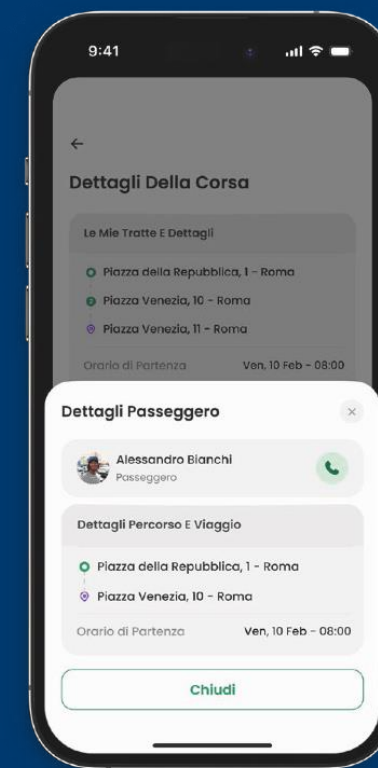 9:41
Dettagli Della Corsa
Le Mie Tratte E Dettagli
Piazza della Repubblica, 1 - Roma
2 Piazza Venezia, 10 - Roma
Piazza Venezia, 11 - Roma
Orario di Partenza Ven, 10 Feb - 08:00
Dettagli Passeggero
Alessandro Bianchi
Passeggero
Dettagli Percorso E Viaggio
Piazza della Repubblica, 1 - Roma
Piazza Venezia, 10 - Roma
Orario di Partenza Ven, 10 Feb - 08:00
Chiudi